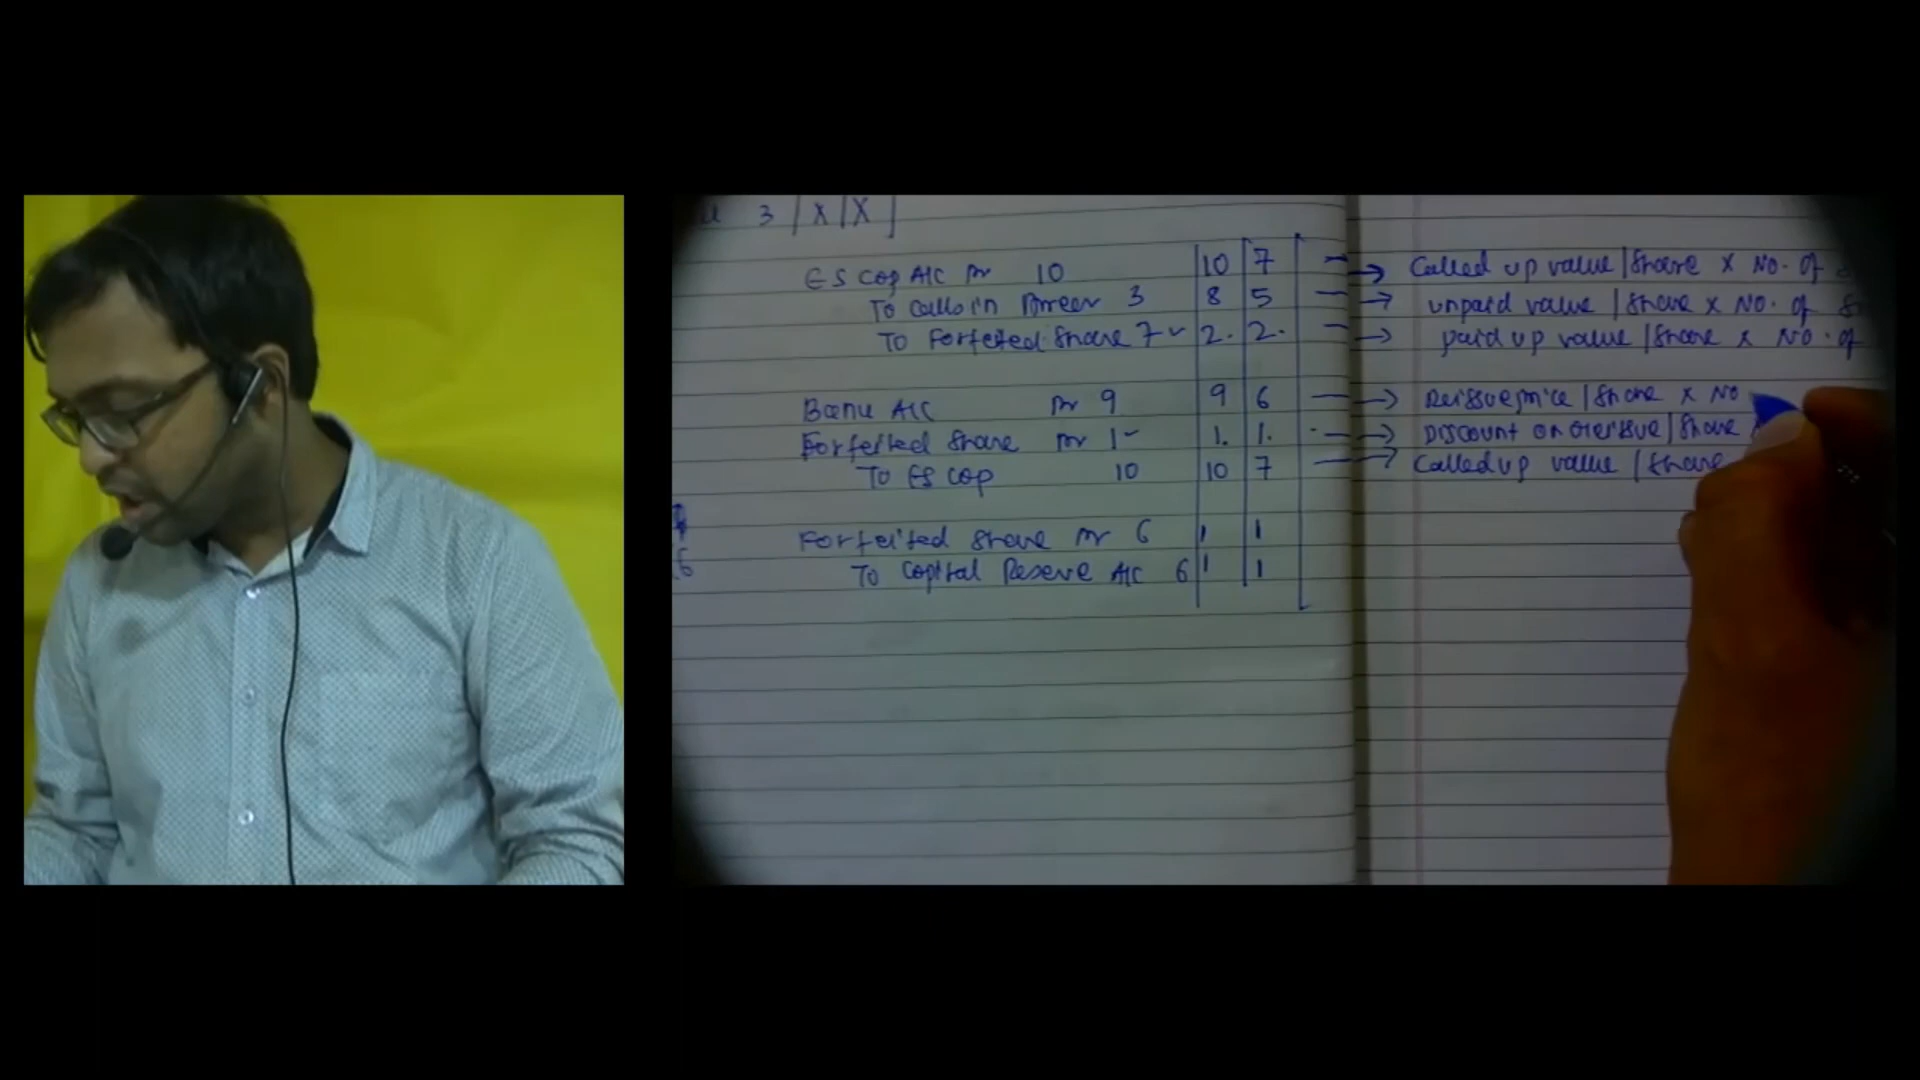 3 | X | X ]
ES Cap A/C Dr 10 | 10 | 7 | → Called up value | Share x No. of
To Calls in Arrear 3 | 8 | 5 | → unpaid value | Share x No. of
To Forfeited Share 7 | 2. | 2. | → paid up value | Share x No. of
Bank A/C Dr 9 | 9 | 6 | → Reissue price | Share x No
Forfeited Share Dr 1 | 1. | 1. | → Discount on reissue | Share
To ES Cap 10 | 10 | 7 | → Called up value | Share
Forfeited Share Dr 6 | 1 | 1
6
To Capital Reserve A/C 6 | 1 | 1